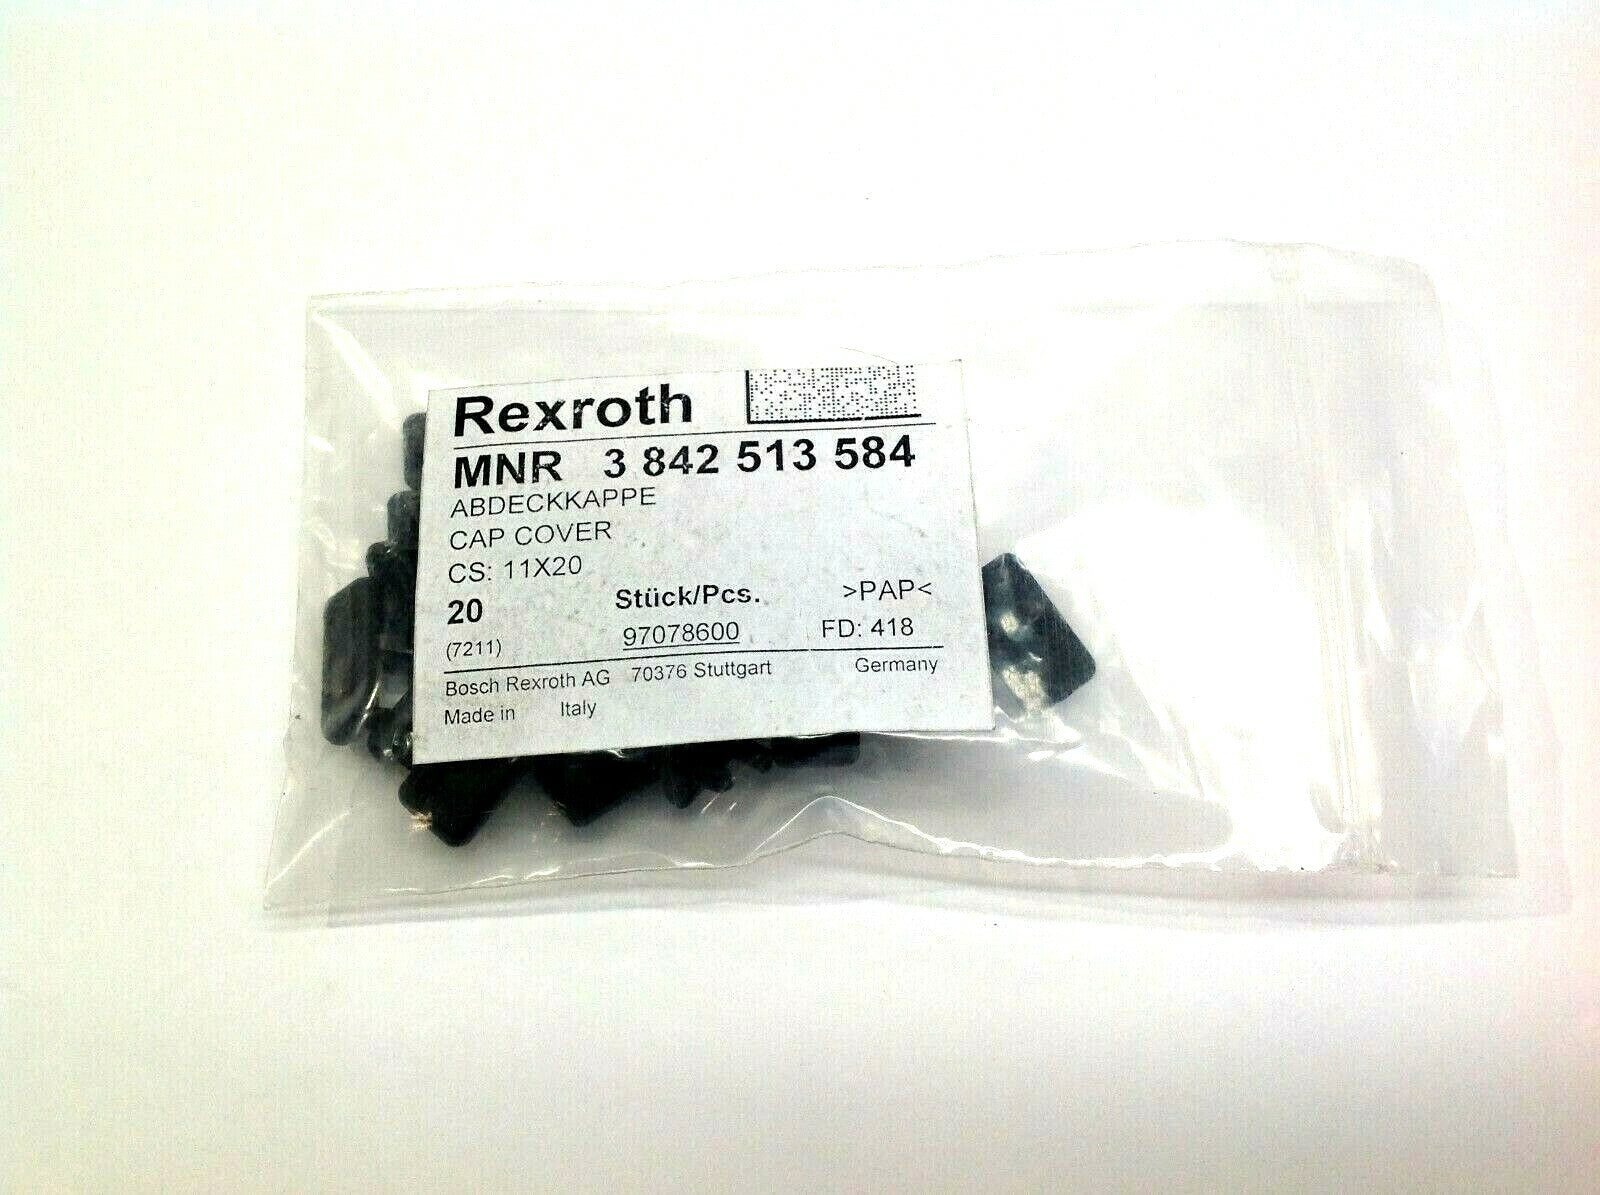 Rexroth
MNR 3 842 513 584
ABDECKKAPPE
CAP COVER
CS: 11X20
20 Stück/Pcs. >PAP<
(7211) 97078600 FD: 418
Bosch Rexroth AG 70376 Stuttgart Germany
Made in Italy